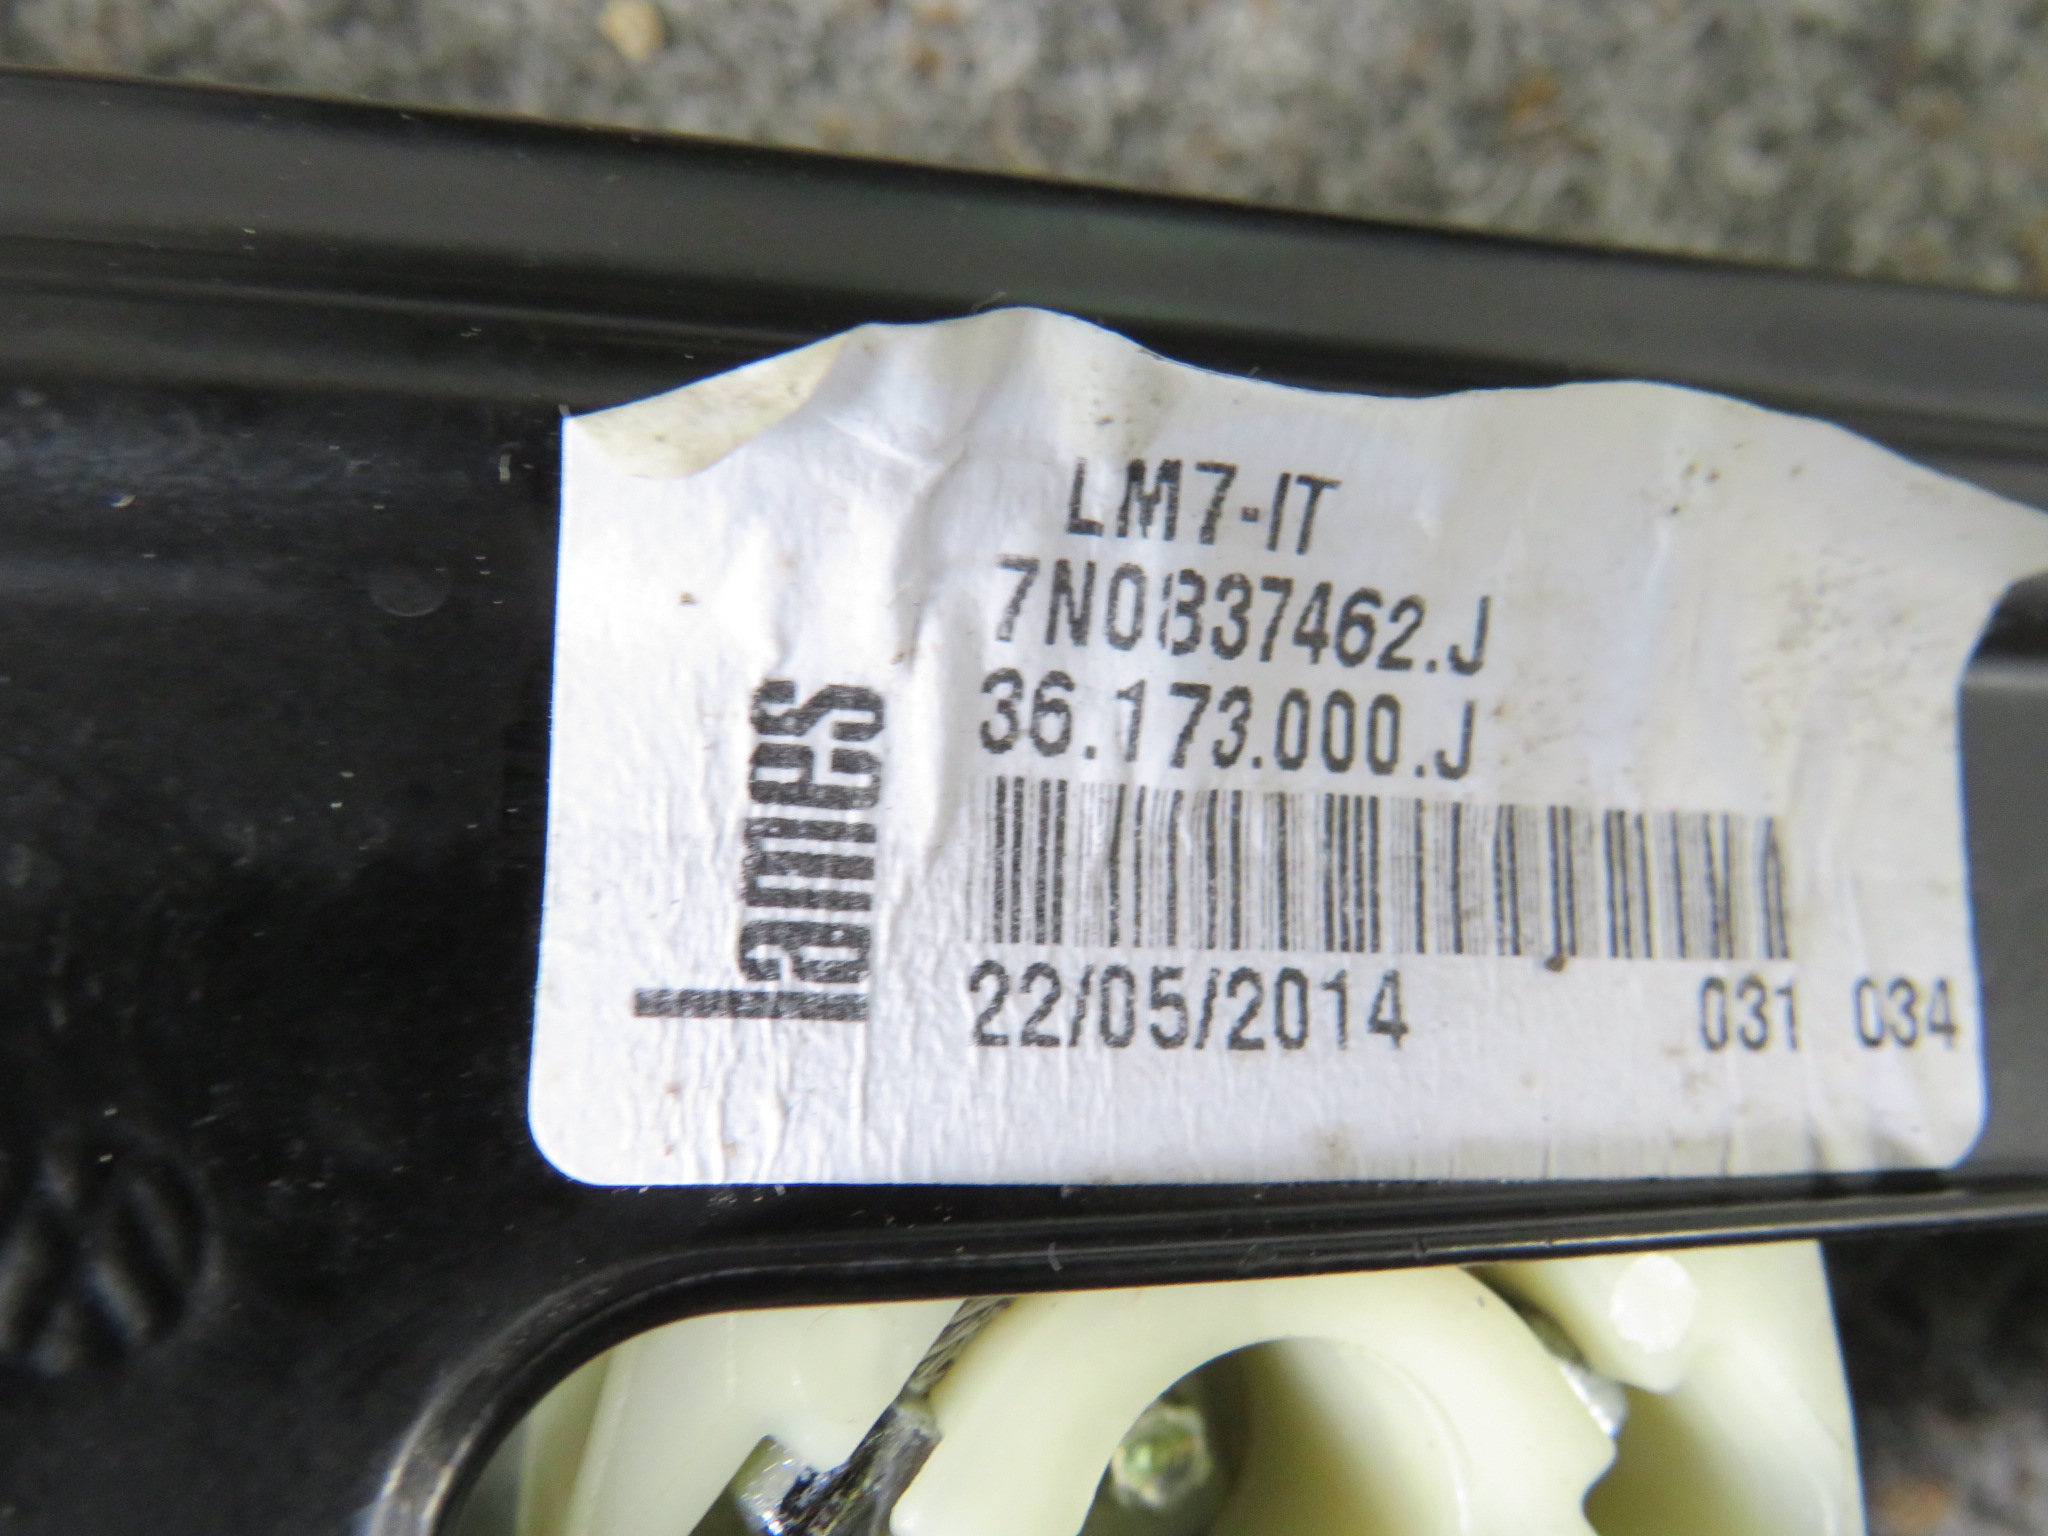 LM7-IT
7N0837462.J
36.173.000.J
Lames
22/05/2014 031 034